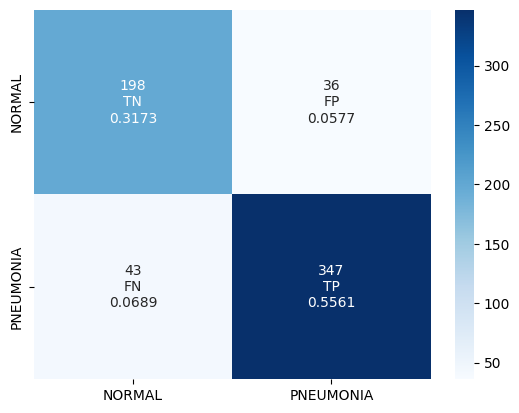 198
TN
0.3173
36
FP
0.0577
43
FN
0.0689
347
TP
0.5561
NORMAL
PNEUMONIA
NORMAL
PNEUMONIA
300
250
200
150
100
50